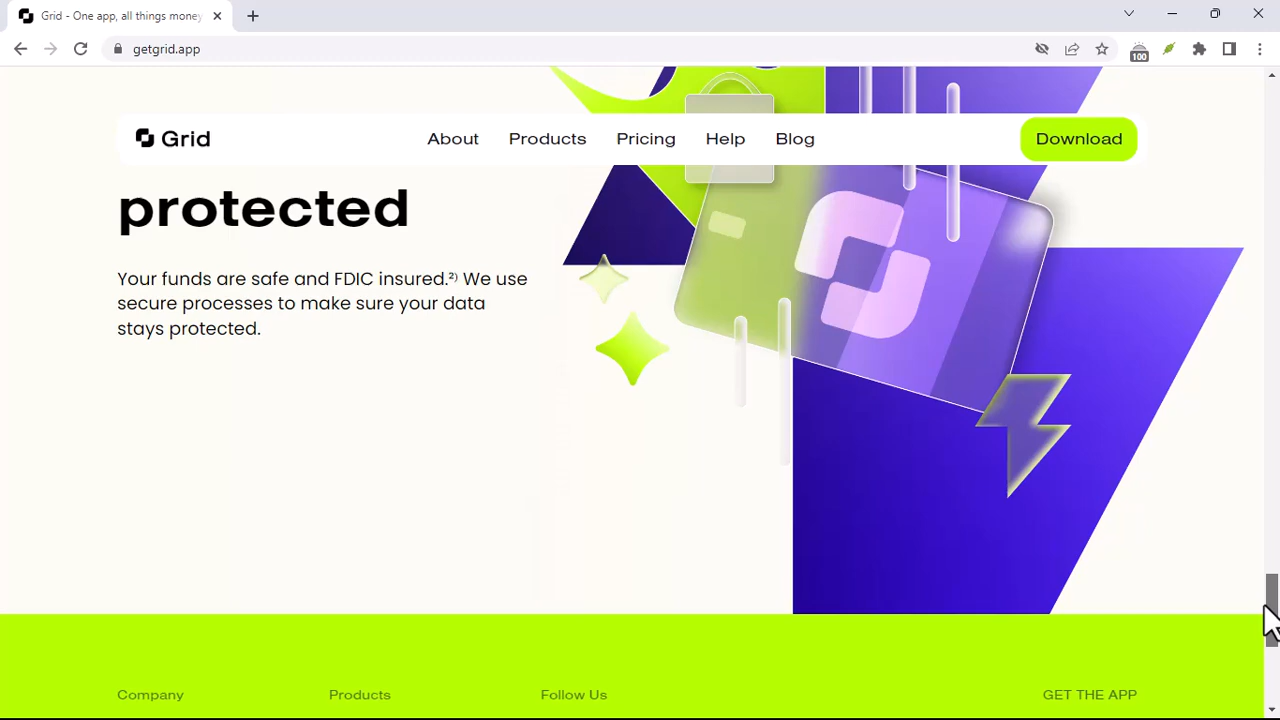 Grid - One app, all things money
getgrid.app
100
Grid
About
Products
Pricing
Help
Blog
Download
protected
Your funds are safe and FDIC insured.²⁾ We use
secure processes to make sure your data
stays protected.
Company
Products
Follow Us
GET THE APP